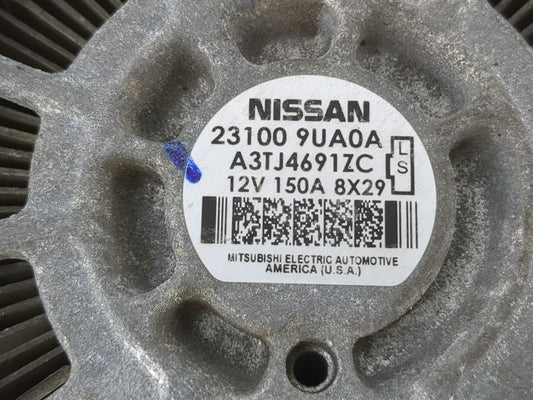 NISSAN
23100 9UA0A
A3TJ4691ZC
12V 150A 8X29
L
S
MITSUBISHI ELECTRIC AUTOMOTIVE
AMERICA (U.S.A.)